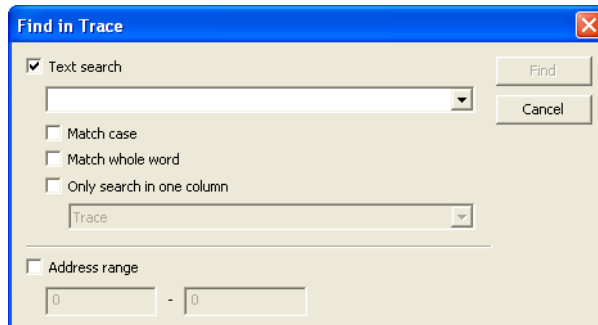 Find in Trace
Text search
Find
Cancel
Match case
Match whole word
Only search in one column
Trace
Address range
0 - 0